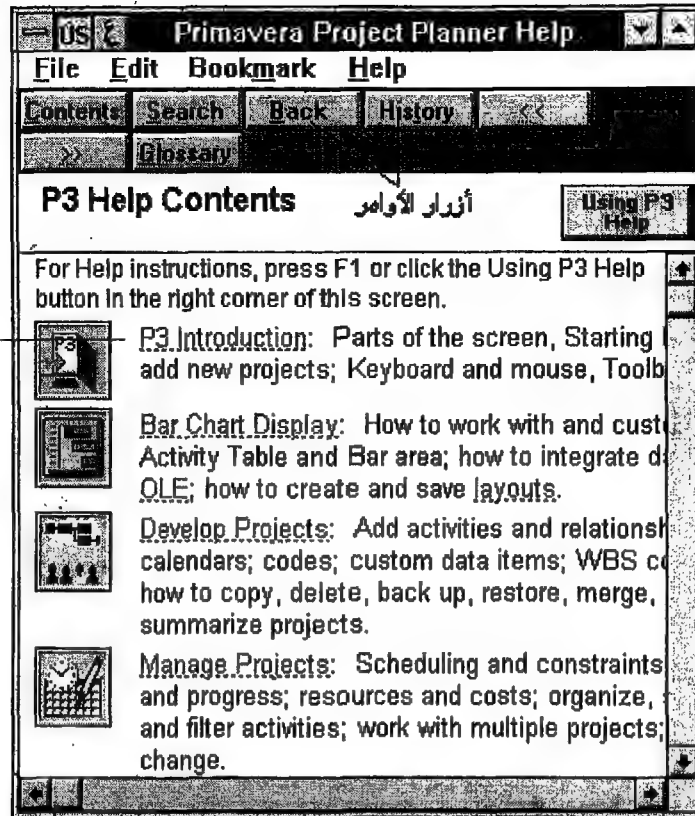 US ع Primavera Project Planner Help
File Edit Bookmark Help
Contents Search Back History <<
>> Glossary
P3 Help Contents أزرار الأوامر Using P3
Help
For Help instructions, press F1 or click the Using P3 Help
button in the right corner of this screen.
P3
P3 Introduction: Parts of the screen, Starting
add new projects; Keyboard and mouse, Toolb
Bar Chart Display: How to work with and cust
Activity Table and Bar area; how to integrate d
OLE; how to create and save layouts.
Develop Projects: Add activities and relationsh
calendars; codes; custom data items; WBS co
how to copy, delete, back up, restore, merge,
summarize projects.
Manage Projects: Scheduling and constraints
and progress; resources and costs; organize,
and filter activities; work with multiple projects;
change.